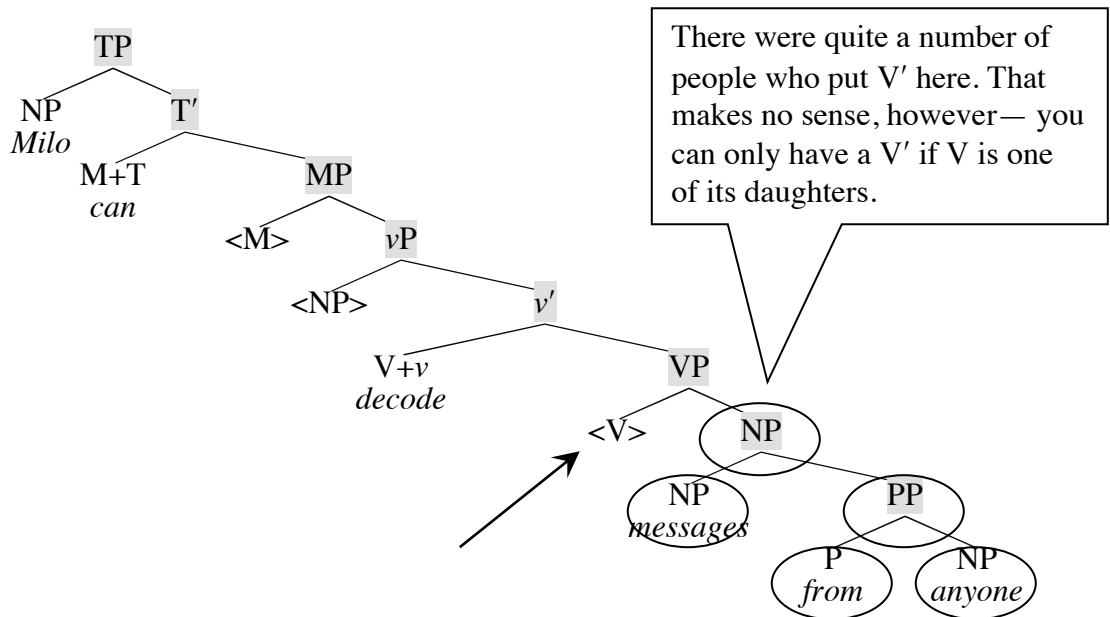 There were quite a number of
people who put V′ here. That
makes no sense, however— you
can only have a V′ if V is one
of its daughters.
TP
NP
Milo
T′
M+T
can
MP
<M>
vP
<NP>
v′
V+v
decode
VP
<V>
NP
NP
messages
PP
P
from
NP
anyone